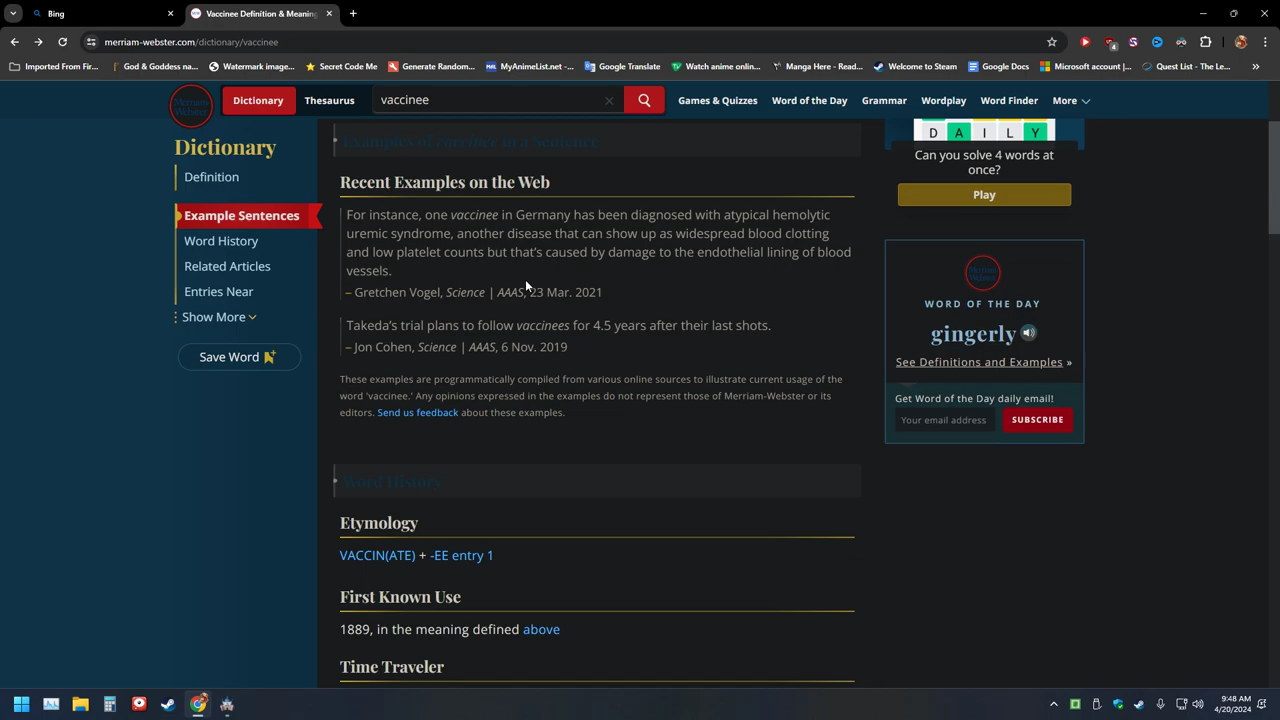 Bing
Vaccinee Definition & Meaning
merriam-webster.com/dictionary/vaccinee
Imported From Fir...
God & Goddess na...
Watermark image...
Secret Code Me
Generate Random...
MyAnimeList.net -...
Google Translate
Watch anime online...
Manga Here - Read...
Welcome to Steam
Google Docs
Microsoft account |...
Quest List - The Le...
Merriam-
Webster
Dictionary
Thesaurus
vaccinee
Games & Quizzes
Word of the Day
Grammar
Wordplay
Word Finder
More
Dictionary
Definition
Example Sentences
Word History
Related Articles
Entries Near
Show More
Save Word
Examples of vaccinee in a Sentence
Recent Examples on the Web
For instance, one vaccinee in Germany has been diagnosed with atypical hemolytic
uremic syndrome, another disease that can show up as widespread blood clotting
and low platelet counts but that's caused by damage to the endothelial lining of blood
vessels.
– Gretchen Vogel, Science | AAAS, 23 Mar. 2021
Takeda's trial plans to follow vaccinees for 4.5 years after their last shots.
– Jon Cohen, Science | AAAS, 6 Nov. 2019
These examples are programmatically compiled from various online sources to illustrate current usage of the
word 'vaccinee.' Any opinions expressed in the examples do not represent those of Merriam-Webster or its
editors. Send us feedback about these examples.
Word History
Etymology
VACCIN(ATE) + -EE entry 1
First Known Use
1889, in the meaning defined above
Time Traveler
D A I L Y
Can you solve 4 words at
once?
Play
Merriam-
Webster
WORD OF THE DAY
gingerly
See Definitions and Examples »
Get Word of the Day daily email!
Your email address
SUBSCRIBE
9:48 AM
4/20/2024